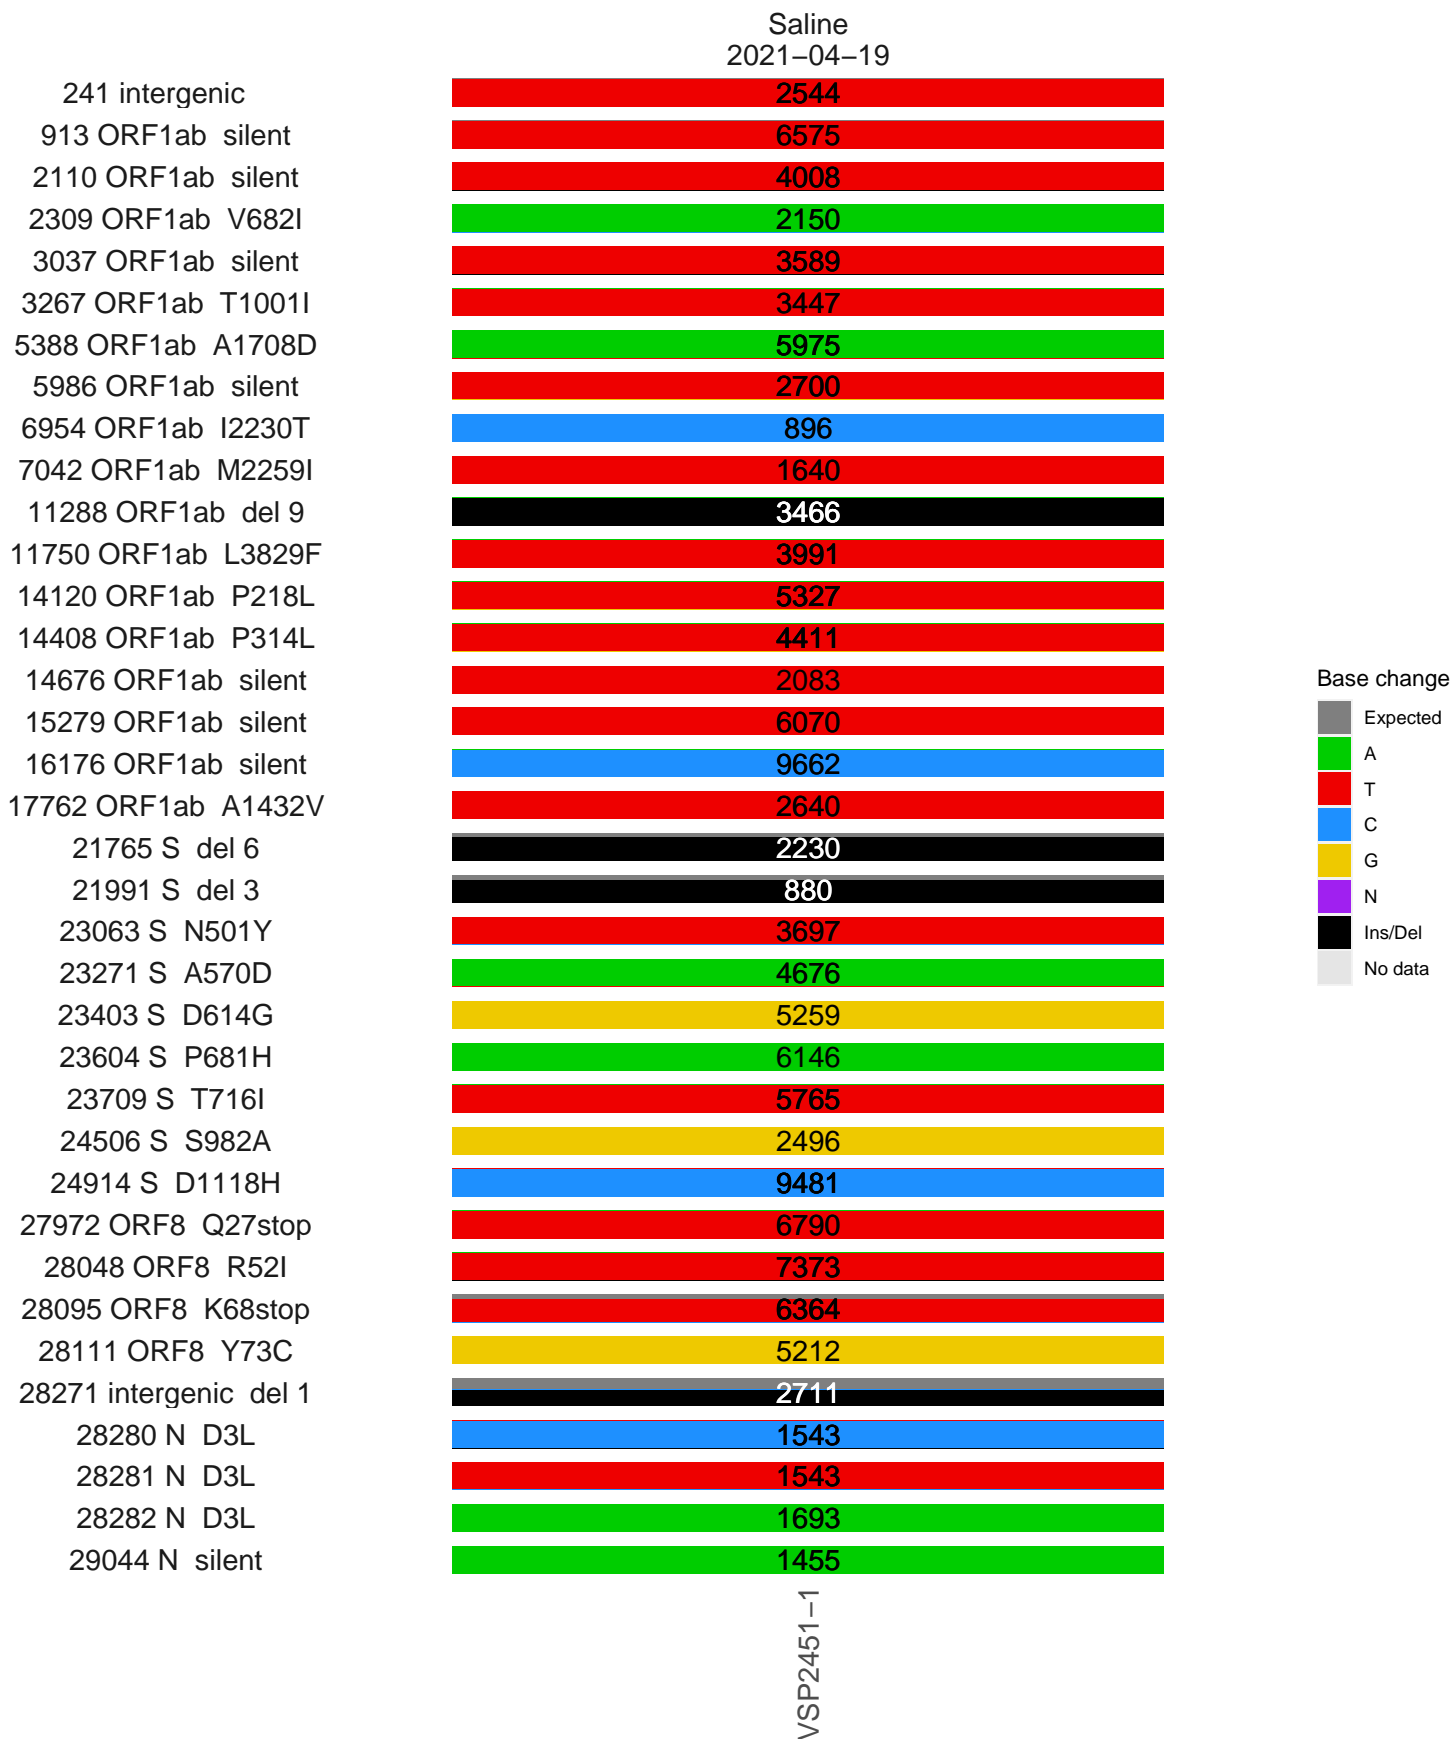 Saline
2021−04−19
241 intergenic 2544
913 ORF1ab silent 6575
2110 ORF1ab silent 4008
2309 ORF1ab V682I 2150
3037 ORF1ab silent 3589
3267 ORF1ab T1001I 3447
5388 ORF1ab A1708D 5975
5986 ORF1ab silent 2700
6954 ORF1ab I2230T 896
7042 ORF1ab M2259I 1640
11288 ORF1ab del 9 3466
11750 ORF1ab L3829F 3991
14120 ORF1ab P218L 5327
14408 ORF1ab P314L 4411
14676 ORF1ab silent 2083
15279 ORF1ab silent 6070
16176 ORF1ab silent 9662
17762 ORF1ab A1432V 2640
21765 S del 6 2230
21991 S del 3 880
23063 S N501Y 3697
23271 S A570D 4676
23403 S D614G 5259
23604 S P681H 6146
23709 S T716I 5765
24506 S S982A 2496
24914 S D1118H 9481
27972 ORF8 Q27stop 6790
28048 ORF8 R52I 7373
28095 ORF8 K68stop 6364
28111 ORF8 Y73C 5212
28271 intergenic del 1 2711
28280 N D3L 1543
28281 N D3L 1543
28282 N D3L 1693
29044 N silent 1455
VSP2451−1
Base change
Expected
A
T
C
G
N
Ins/Del
No data